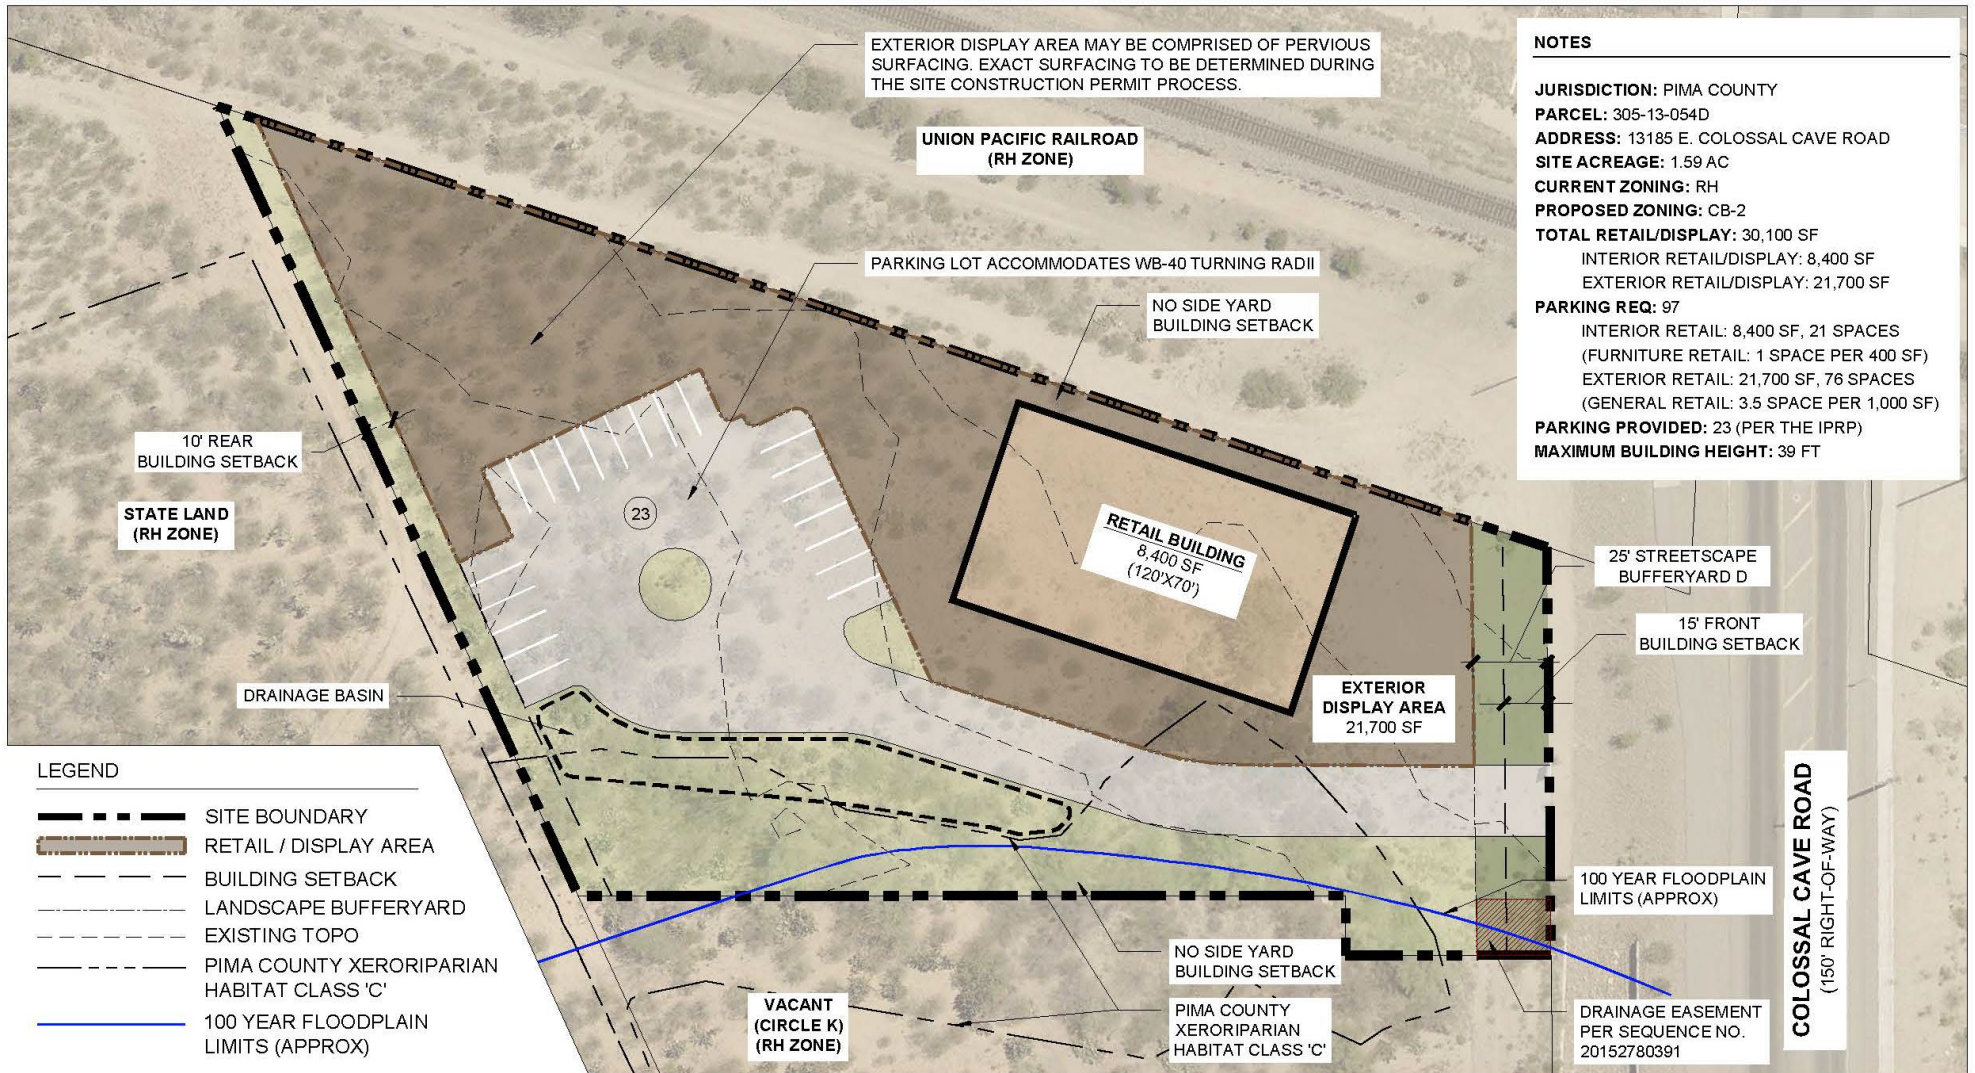 EXTERIOR DISPLAY AREA MAY BE COMPRISED OF PERVIOUS
SURFACING. EXACT SURFACING TO BE DETERMINED DURING
THE SITE CONSTRUCTION PERMIT PROCESS.
UNION PACIFIC RAILROAD
(RH ZONE)
PARKING LOT ACCOMMODATES WB-40 TURNING RADII
NO SIDE YARD
BUILDING SETBACK
NOTES
JURISDICTION: PIMA COUNTY
PARCEL: 305-13-054D
ADDRESS: 13185 E. COLOSSAL CAVE ROAD
SITE ACREAGE: 1.59 AC
CURRENT ZONING: RH
PROPOSED ZONING: CB-2
TOTAL RETAIL/DISPLAY: 30,100 SF
INTERIOR RETAIL/DISPLAY: 8,400 SF
EXTERIOR RETAIL/DISPLAY: 21,700 SF
PARKING REQ: 97
INTERIOR RETAIL: 8,400 SF, 21 SPACES
(FURNITURE RETAIL: 1 SPACE PER 400 SF)
EXTERIOR RETAIL: 21,700 SF, 76 SPACES
(GENERAL RETAIL: 3.5 SPACE PER 1,000 SF)
PARKING PROVIDED: 23 (PER THE IPRP)
MAXIMUM BUILDING HEIGHT: 39 FT
10' REAR
BUILDING SETBACK
STATE LAND
(RH ZONE)
23
RETAIL BUILDING
8,400 SF
(120'X70')
25' STREETSCAPE
BUFFERYARD D
15' FRONT
BUILDING SETBACK
EXTERIOR
DISPLAY AREA
21,700 SF
DRAINAGE BASIN
LEGEND
SITE BOUNDARY
RETAIL / DISPLAY AREA
BUILDING SETBACK
LANDSCAPE BUFFERYARD
EXISTING TOPO
PIMA COUNTY XERORIPARIAN
HABITAT CLASS 'C'
100 YEAR FLOODPLAIN
LIMITS (APPROX)
100 YEAR FLOODPLAIN
LIMITS (APPROX)
NO SIDE YARD
BUILDING SETBACK
VACANT
(CIRCLE K)
(RH ZONE)
PIMA COUNTY
XERORIPARIAN
HABITAT CLASS 'C'
DRAINAGE EASEMENT
PER SEQUENCE NO.
20152780391
COLOSSAL CAVE ROAD
(150' RIGHT-OF-WAY)